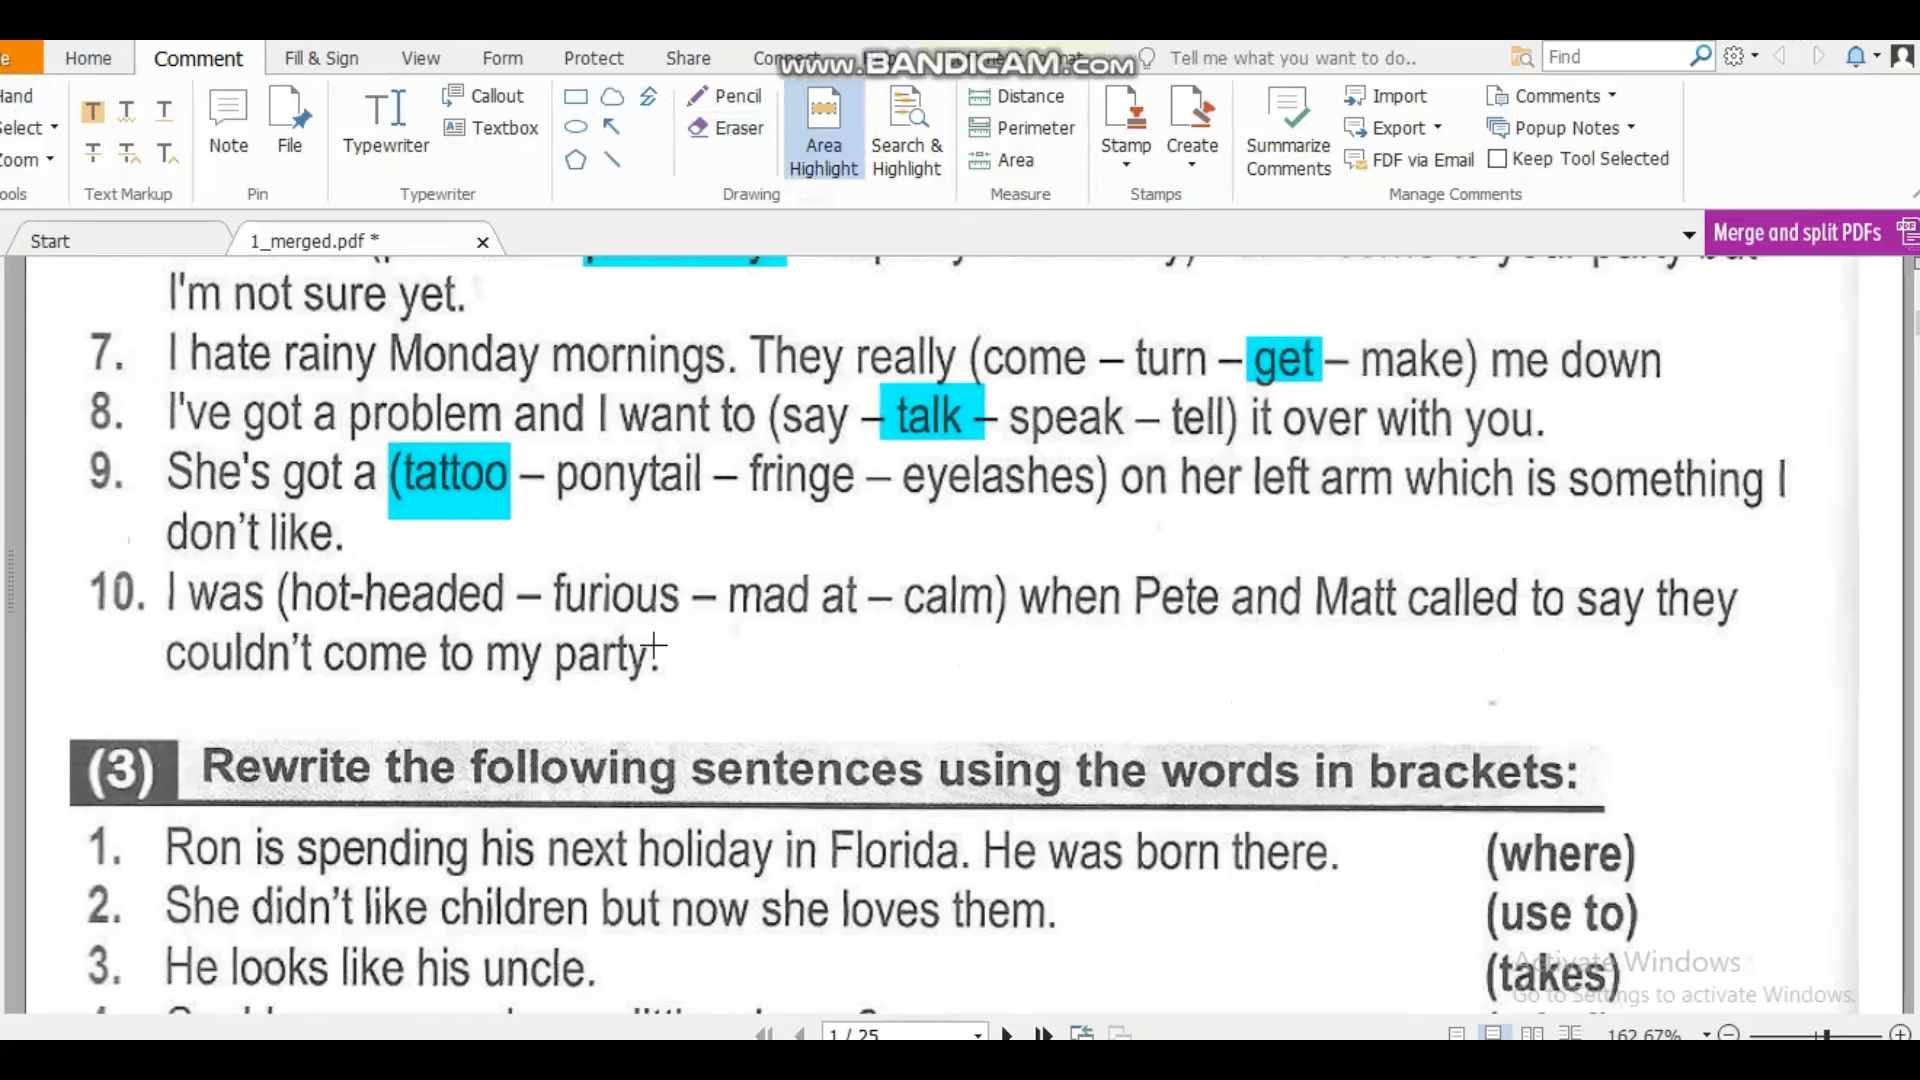 www.BANDICAM.com
Home Comment Fill & Sign View Form Protect Share Tell me what you want to do.. Find
Hand
Select
Zoom
Text Markup
Note File
Pin
Typewriter
Callout
Textbox
Typewriter
Pencil
Eraser
Area Highlight
Search & Highlight
Drawing
Distance
Perimeter
Area
Measure
Stamp Create
Stamps
Summarize Comments
Import
Export
FDF via Email
Comments
Popup Notes
Keep Tool Selected
Manage Comments
Start 1_merged.pdf * Merge and split PDFs
I'm not sure yet.
7. I hate rainy Monday mornings. They really (come – turn – get – make) me down
8. I've got a problem and I want to (say – talk – speak – tell) it over with you.
9. She's got a (tattoo – ponytail – fringe – eyelashes) on her left arm which is something I
don't like.
10. I was (hot-headed – furious – mad at – calm) when Pete and Matt called to say they
couldn't come to my party.
(3) Rewrite the following sentences using the words in brackets:
1. Ron is spending his next holiday in Florida. He was born there. (where)
2. She didn't like children but now she loves them. (use to)
3. He looks like his uncle. (takes)
Activate Windows
Go to Settings to activate Windows.
1 / 25 162.67%